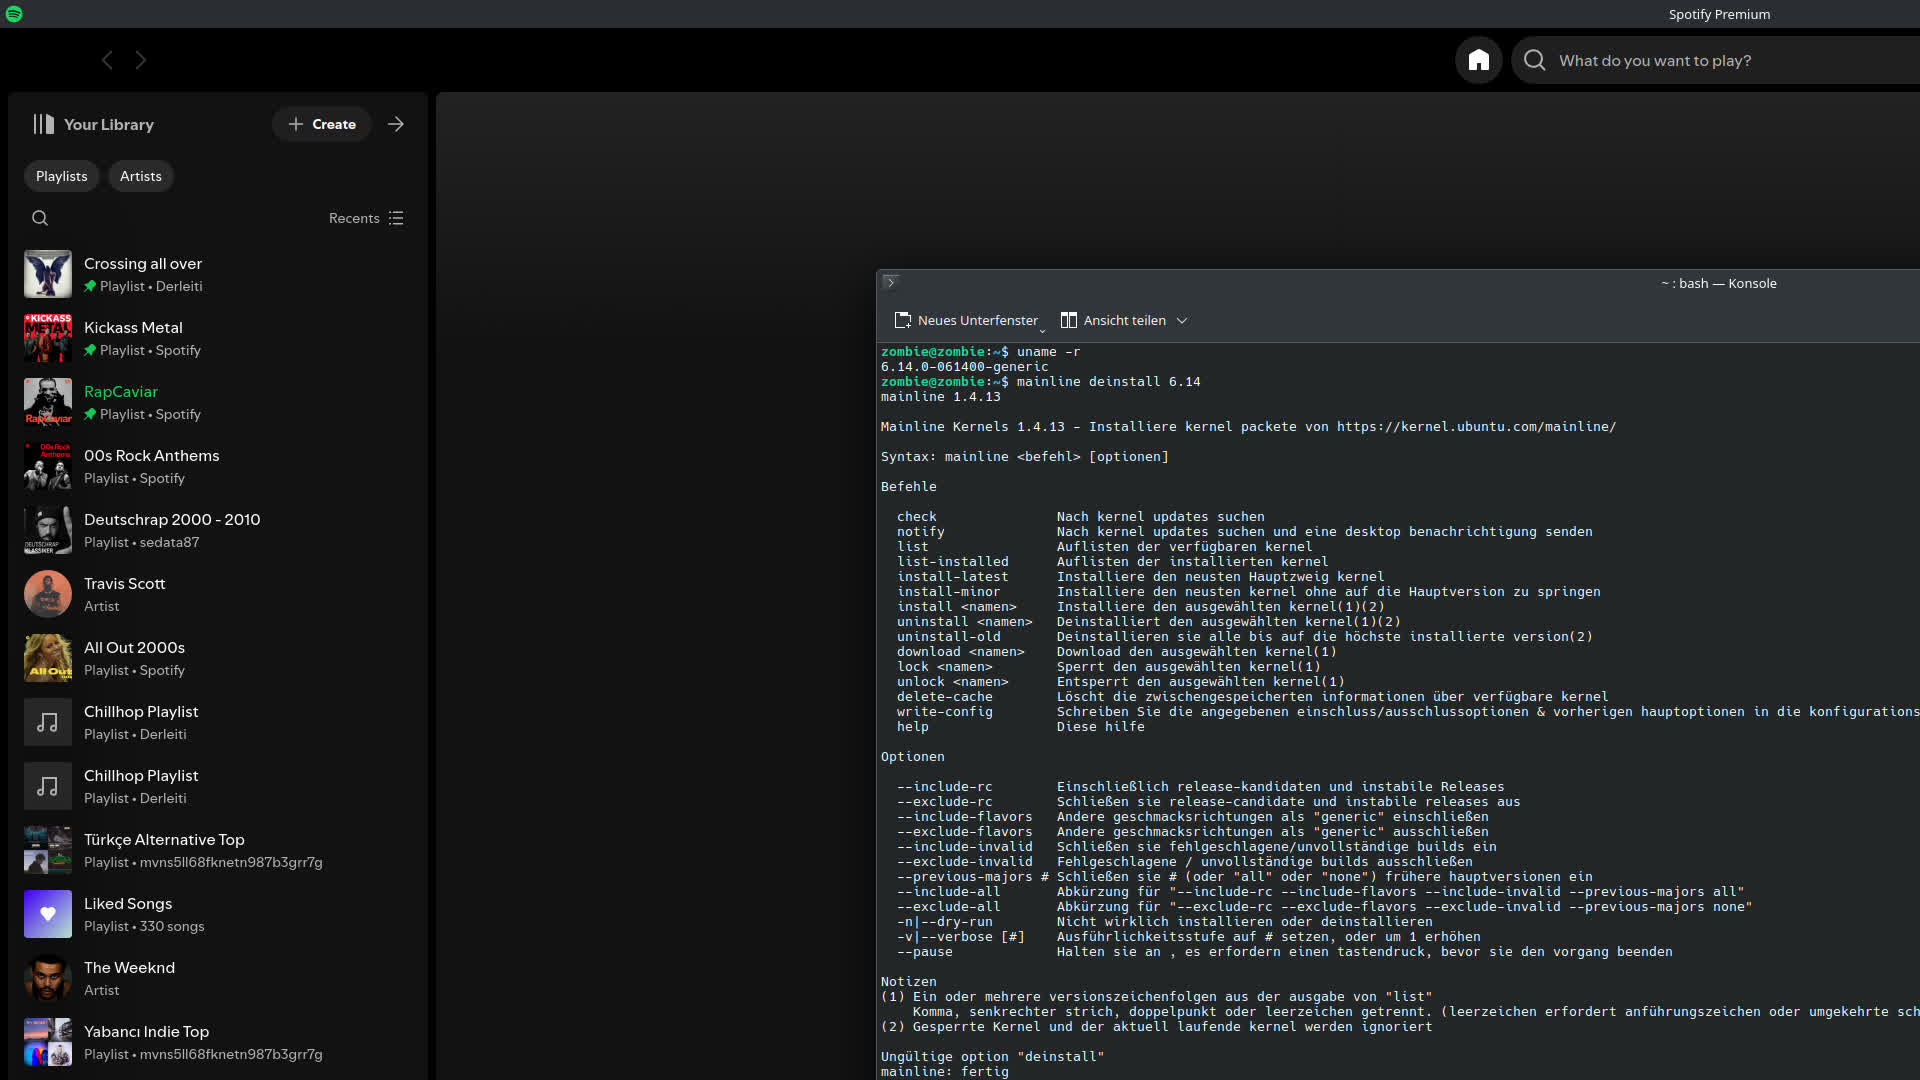 Spotify Premium
What do you want to play?
Your Library
Create
Playlists
Artists
Recents
Crossing all over
Playlist • Derleiti
Kickass Metal
Playlist • Spotify
RapCaviar
Playlist • Spotify
00s Rock Anthems
Playlist • Spotify
Deutschrap 2000 - 2010
Playlist • sedata87
Travis Scott
Artist
All Out 2000s
Playlist • Spotify
Chillhop Playlist
Playlist • Derleiti
Chillhop Playlist
Playlist • Derleiti
Türkçe Alternative Top
Playlist • mvns5ll68fknetn987b3grr7g
Liked Songs
Playlist • 330 songs
The Weeknd
Artist
Yabancı Indie Top
Playlist • mvns5ll68fknetn987b3grr7g
~ : bash — Konsole
Neues Unterfenster
Ansicht teilen
zombie@zombie:~$ uname -r
6.14.0-061400-generic
zombie@zombie:~$ mainline deinstall 6.14
mainline 1.4.13
Mainline Kernels 1.4.13 - Installiere kernel packete von https://kernel.ubuntu.com/mainline/
Syntax: mainline <befehl> [optionen]
Befehle
check Nach kernel updates suchen
notify Nach kernel updates suchen und eine desktop benachrichtigung senden
list Auflisten der verfügbaren kernel
list-installed Auflisten der installierten kernel
install-latest Installiere den neusten Hauptzweig kernel
install-minor Installiere den neusten kernel ohne auf die Hauptversion zu springen
install <namen> Installiere den ausgewählten kernel(1)(2)
uninstall <namen> Deinstalliert den ausgewählten kernel(1)(2)
uninstall-old Deinstallieren sie alle bis auf die höchste installierte version(2)
download <namen> Download den ausgewählten kernel(1)
lock <namen> Sperrt den ausgewählten kernel(1)
unlock <namen> Entsperrt den ausgewählten kernel(1)
delete-cache Löscht die zwischengespeicherten informationen über verfügbare kernel
write-config Schreiben Sie die angegebenen einschluss/ausschlussoptionen & vorherigen hauptoptionen in die konfigurations
help Diese hilfe
Optionen
--include-rc Einschließlich release-kandidaten und instabile Releases
--exclude-rc Schließen sie release-candidate und instabile releases aus
--include-flavors Andere geschmacksrichtungen als "generic" einschließen
--exclude-flavors Andere geschmacksrichtungen als "generic" ausschließen
--include-invalid Schließen sie fehlgeschlagene/unvollständige builds ein
--exclude-invalid Fehlgeschlagene / unvollständige builds ausschließen
--previous-majors # Schließen sie # (oder "all" oder "none") frühere hauptversionen ein
--include-all Abkürzung für "--include-rc --include-flavors --include-invalid --previous-majors all"
--exclude-all Abkürzung für "--exclude-rc --exclude-flavors --exclude-invalid --previous-majors none"
-n|--dry-run Nicht wirklich installieren oder deinstallieren
-v|--verbose [#] Ausführlichkeitsstufe auf # setzen, oder um 1 erhöhen
--pause Halten sie an , es erfordern einen tastendruck, bevor sie den vorgang beenden
Notizen
(1) Ein oder mehrere versionszeichenfolgen aus der ausgabe von "list"
Komma, senkrechter strich, doppelpunkt oder leerzeichen getrennt. (leerzeichen erfordert anführungszeichen oder umgekehrte sch
(2) Gesperrte Kernel und der aktuell laufende kernel werden ignoriert
Ungültige option "deinstall"
mainline: fertig